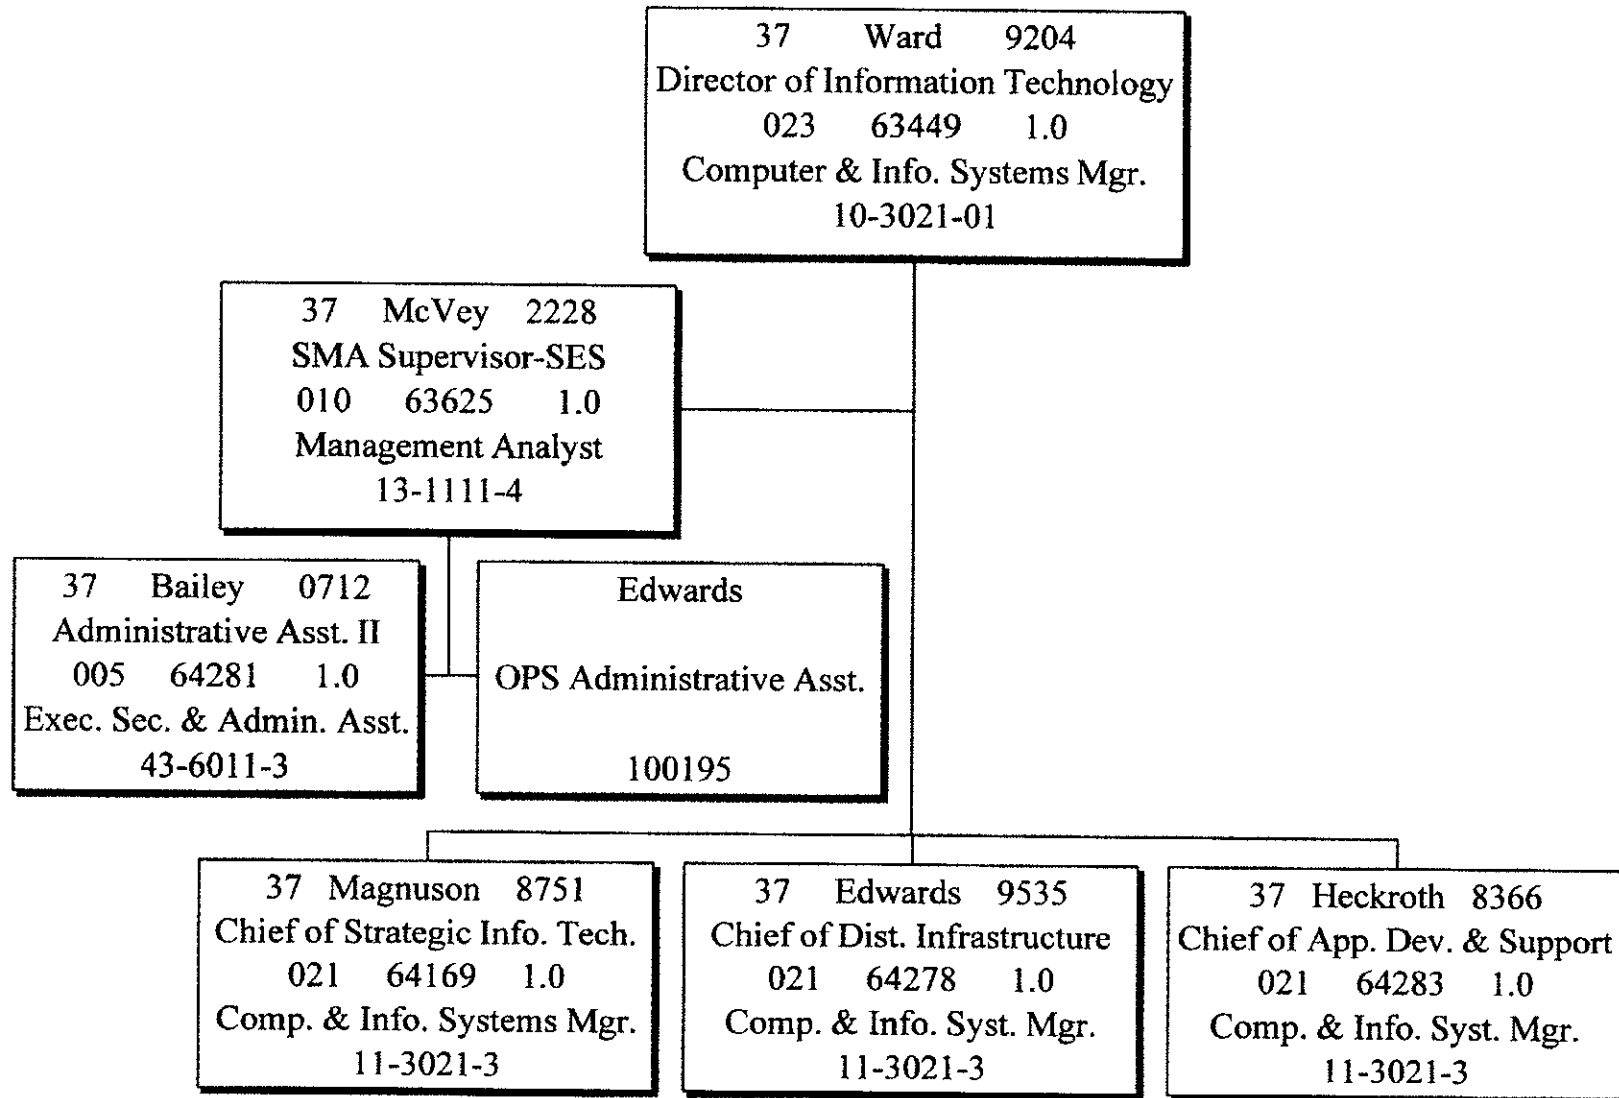 37 Ward 9204
Director of Information Technology
023 63449 1.0
Computer & Info. Systems Mgr.
10-3021-01
37 McVey 2228
SMA Supervisor-SES
010 63625 1.0
Management Analyst
13-1111-4
37 Bailey 0712
Administrative Asst. II
005 64281 1.0
Exec. Sec. & Admin. Asst.
43-6011-3
Edwards
OPS Administrative Asst.
100195
37 Magnuson 8751
Chief of Strategic Info. Tech.
021 64169 1.0
Comp. & Info. Systems Mgr.
11-3021-3
37 Edwards 9535
Chief of Dist. Infrastructure
021 64278 1.0
Comp. & Info. Syst. Mgr.
11-3021-3
37 Heckroth 8366
Chief of App. Dev. & Support
021 64283 1.0
Comp. & Info. Syst. Mgr.
11-3021-3